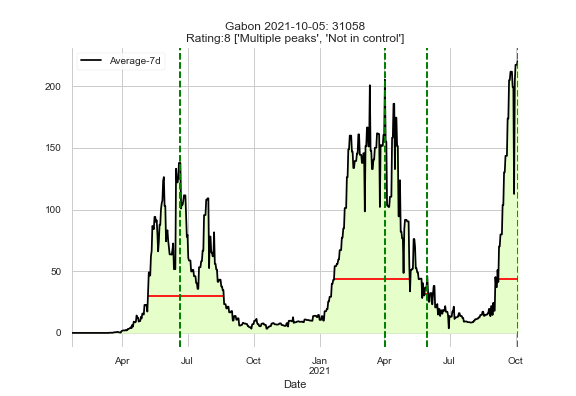 Gabon 2021-10-05: 31058
Rating:8 ['Multiple peaks', 'Not in control']
Average-7d
200
150
100
50
0
Apr Jul Oct Jan Apr Jul Oct
2021
Date